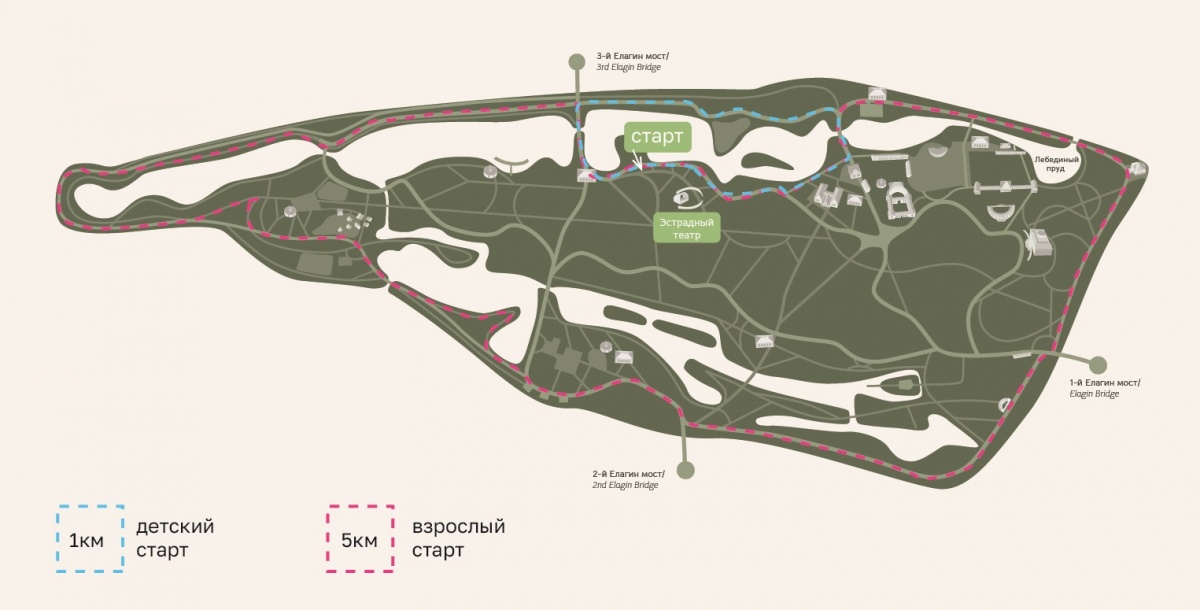 3-й Елагин мост/
3rd Elagin Bridge
старт
Лебединый
пруд
Эстрадный
театр
1-й Елагин мост/
Elagin Bridge
2-й Елагин мост/
2nd Elagin Bridge
1км
детский
старт
5км
взрослый
старт